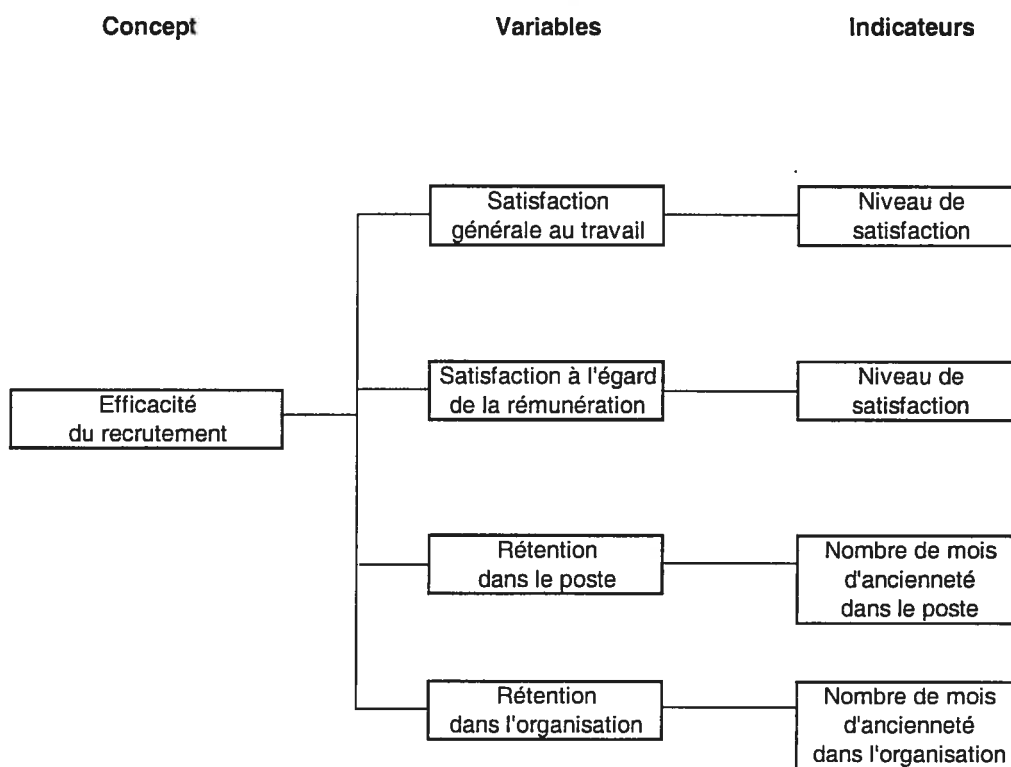 Concept
Variables
Indicateurs
Satisfaction
générale au travail
Niveau de
satisfaction
Satisfaction à l'égard
de la rémunération
Niveau de
satisfaction
Efficacité
du recrutement
Rétention
dans le poste
Nombre de mois
d'ancienneté
dans le poste
Rétention
dans l'organisation
Nombre de mois
d'ancienneté
dans l'organisation